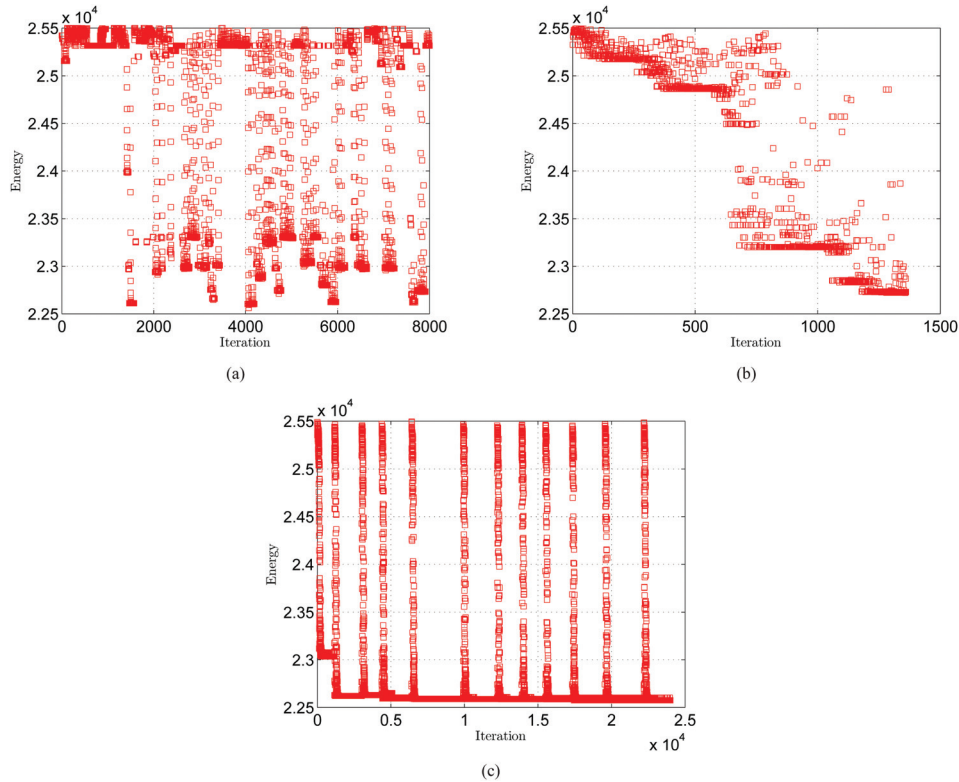 x 10^4
2.55
2.5
2.45
2.4
2.35
2.3
2.25
Energy
0 2000 4000 6000 8000
Iteration
(a)
x 10^4
2.55
2.5
2.45
2.4
2.35
2.3
2.25
Energy
0 500 1000 1500
Iteration
(b)
x 10^4
2.55
2.5
2.45
2.4
2.35
2.3
2.25
Energy
0 0.5 1 1.5 2 2.5
Iteration
x 10^4
(c)